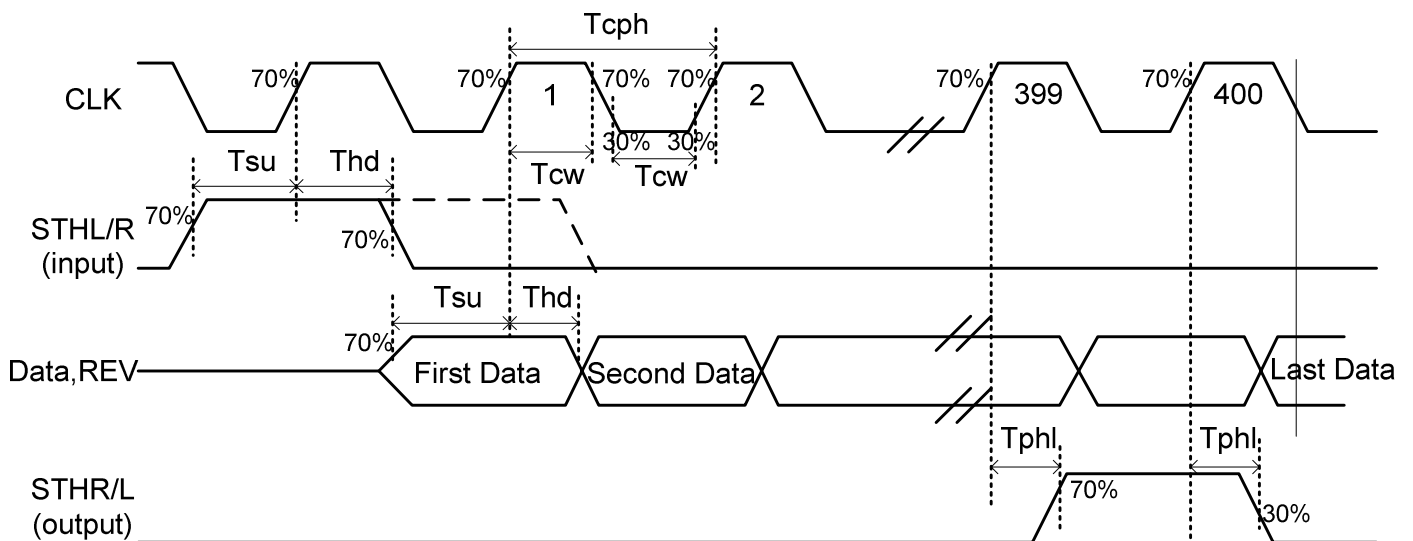 Tcph
70%
70%
70%
70%
70%
70%
CLK
1
2
399
400
30%
30%
Tsu
Thd
Tcw
Tcw
70%
STHL/R
(input)
70%
Tsu
Thd
70%
Data,REV
First Data
Second Data
Last Data
Tphl
Tphl
STHR/L
(output)
70%
30%